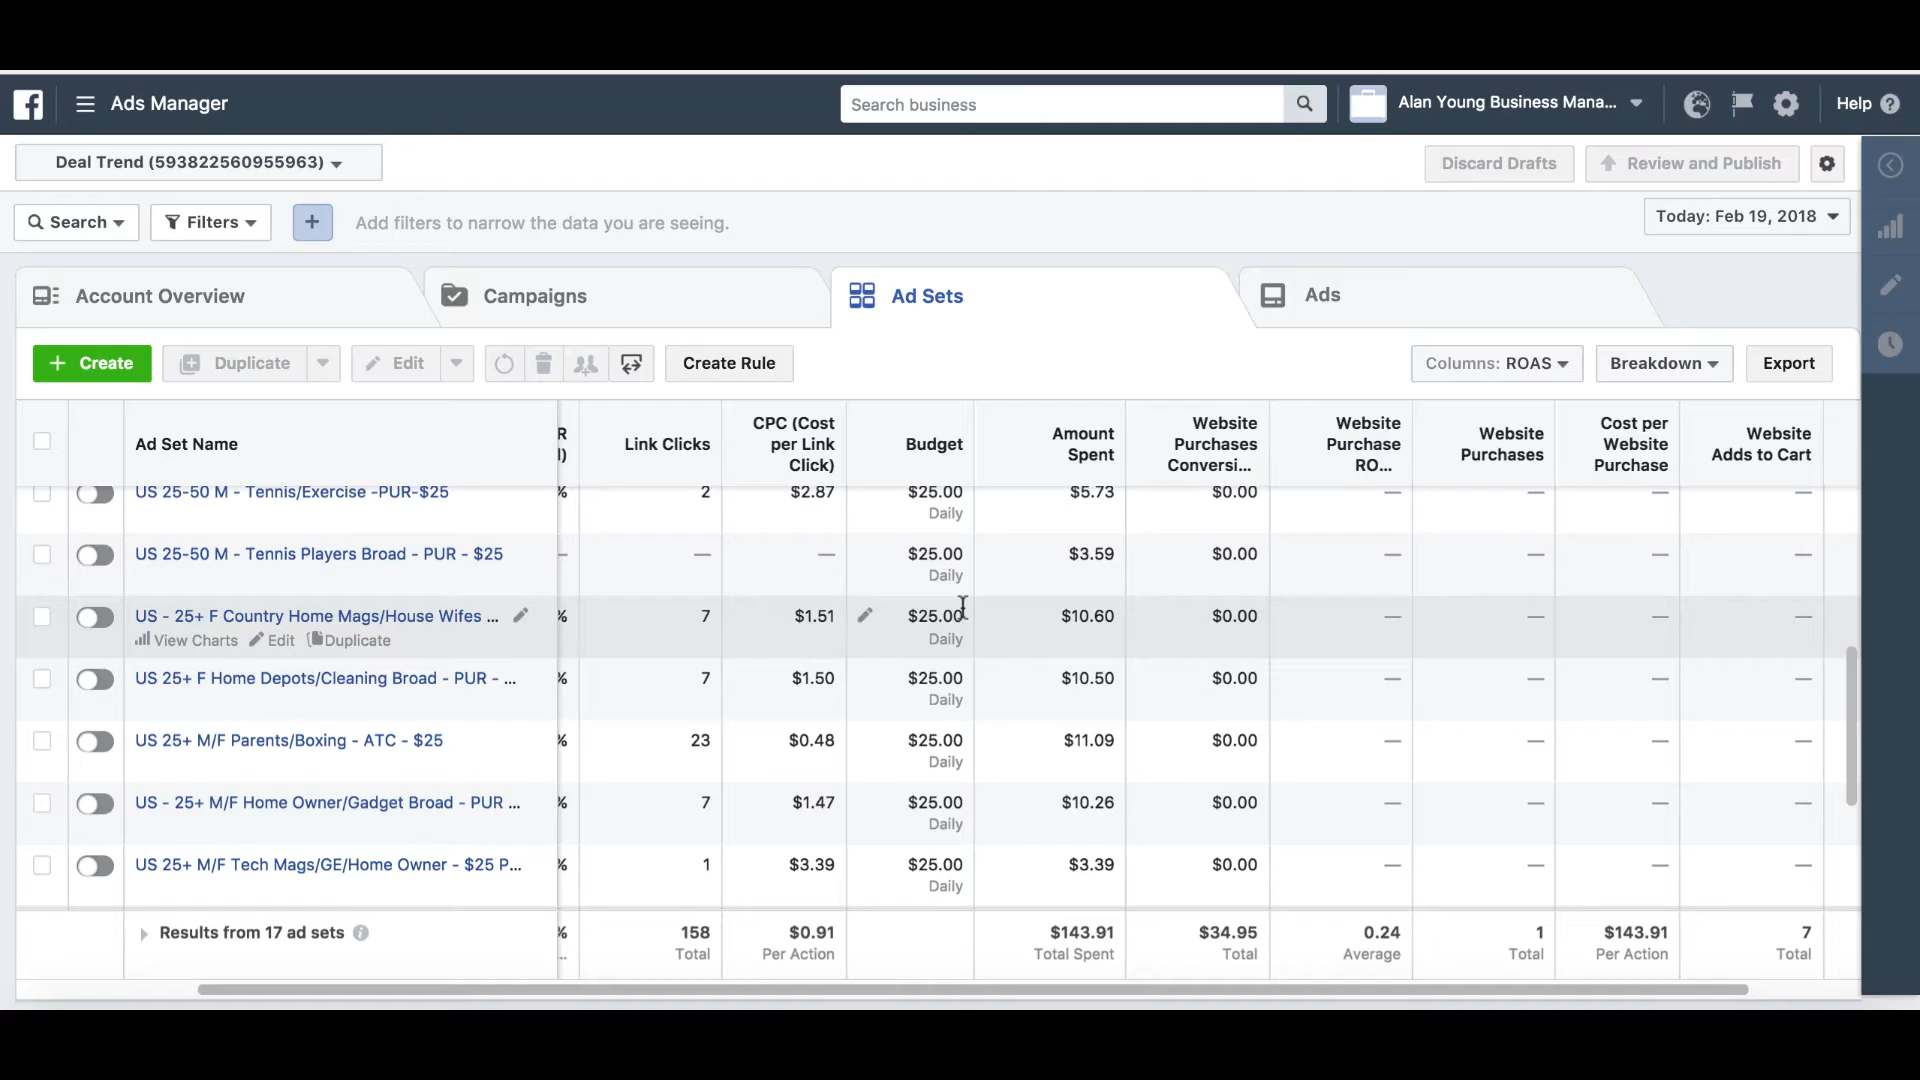 Ads Manager
Search business
Alan Young Business Mana...
Help
Deal Trend (593822560955963)
Discard Drafts
Review and Publish
Search
Filters
Add filters to narrow the data you are seeing.
Today: Feb 19, 2018
Account Overview
Campaigns
Ad Sets
Ads
+ Create
Duplicate
Edit
Create Rule
Columns: ROAS
Breakdown
Export
Ad Set Name
R
l)
Link Clicks
CPC (Cost
per Link
Click)
Budget
Amount
Spent
Website
Purchases
Conversi...
Website
Purchase
RO...
Website
Purchases
Cost per
Website
Purchase
Website
Adds to Cart
US 25-50 M - Tennis/Exercise -PUR-$25 % 2 $2.87 $25.00 $5.73 $0.00 — — — —
Daily
US 25-50 M - Tennis Players Broad - PUR - $25 — — — $25.00 $3.59 $0.00 — — — —
Daily
US - 25+ F Country Home Mags/House Wifes ... % 7 $1.51 $25.00 $10.60 $0.00 — — — —
View Charts Edit Duplicate Daily
US 25+ F Home Depots/Cleaning Broad - PUR - ... % 7 $1.50 $25.00 $10.50 $0.00 — — — —
Daily
US 25+ M/F Parents/Boxing - ATC - $25 % 23 $0.48 $25.00 $11.09 $0.00 — — — —
Daily
US - 25+ M/F Home Owner/Gadget Broad - PUR ... % 7 $1.47 $25.00 $10.26 $0.00 — — — —
Daily
US 25+ M/F Tech Mags/GE/Home Owner - $25 P... % 1 $3.39 $25.00 $3.39 $0.00 — — — —
Daily
Results from 17 ad sets % 158 $0.91 $143.91 $34.95 0.24 1 $143.91 7
... Total Per Action Total Spent Total Average Total Per Action Total